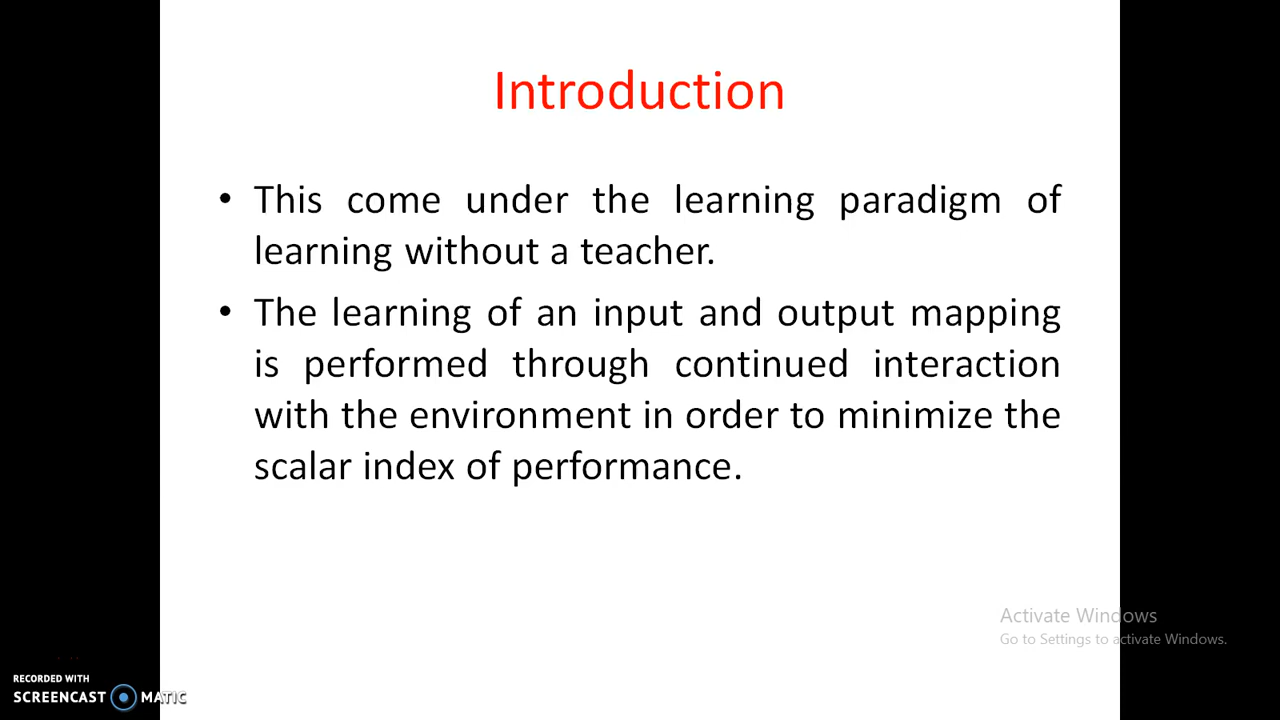 Introduction
• This come under the learning paradigm of
learning without a teacher.
• The learning of an input and output mapping
is performed through continued interaction
with the environment in order to minimize the
scalar index of performance.
Activate Windows
Go to Settings to activate Windows.
RECORDED WITH
SCREENCAST MATIC